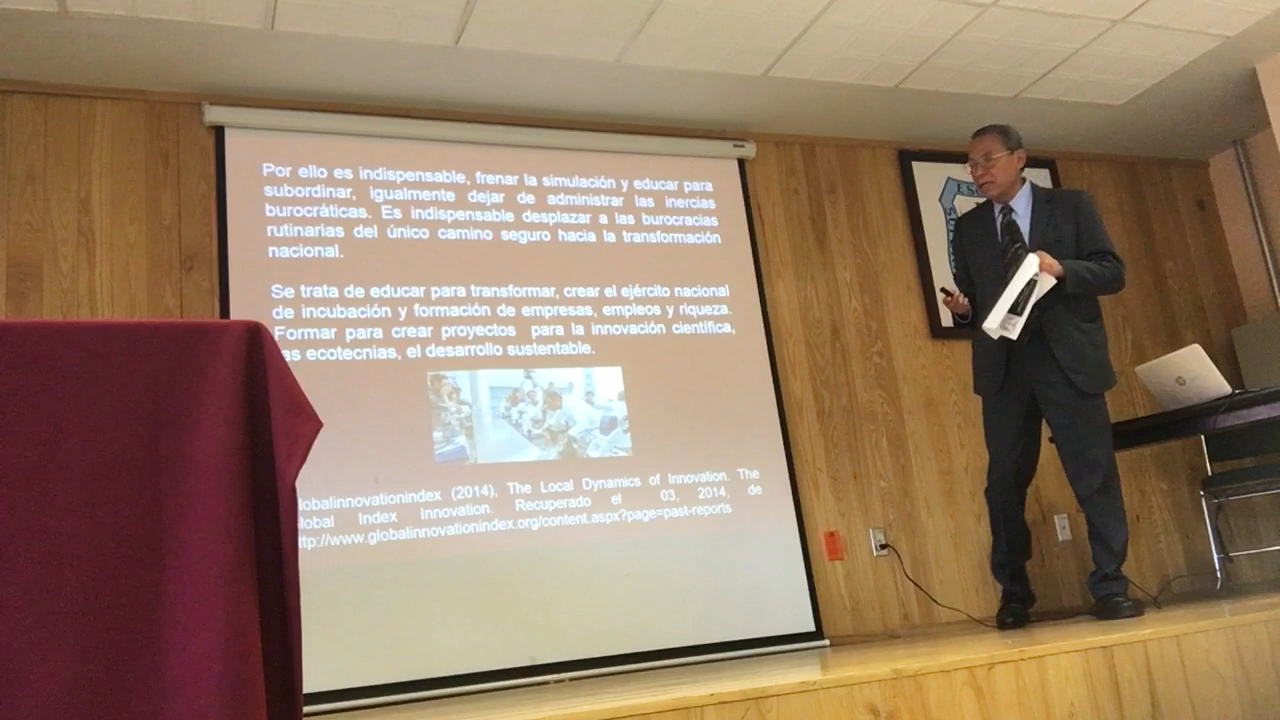 Por ello es indispensable, frenar la simulación y educar para
subordinar, igualmente dejar de administrar las inercias
burocráticas. Es indispensable desplazar a las burocracias
rutinarias del único camino seguro hacia la transformación
nacional.
Se trata de educar para transformar, crear el ejército nacional
de incubación y formación de empresas, empleos y riqueza.
Formar para crear proyectos para la innovación científica,
as ecotecnias, el desarrollo sustentable.
lobalinnovationindex (2014), The Local Dynamics of Innovation. The
lobal Index Innovation. Recuperado el 03, 2014, de
ttp://www.globalinnovationindex.org/content.aspx?page=past-reports
hp